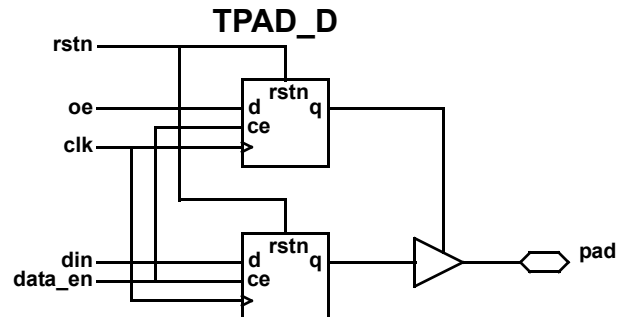 TPAD_D
rstn
rstn
oe
d
q
ce
clk
rstn
din
d
q
pad
data_en
ce